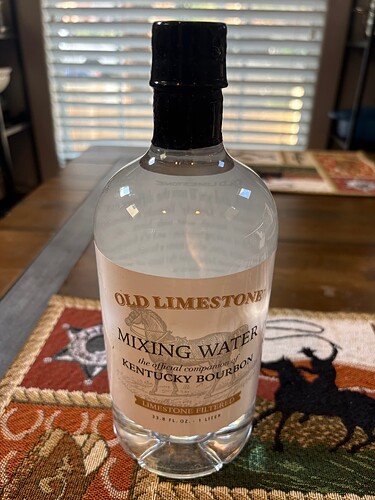 OLD LIMESTONE
MIXING WATER
the official companion of
KENTUCKY BOURBON
LIMESTONE FILTERED
33.8 FL. OZ. - 1 LITER